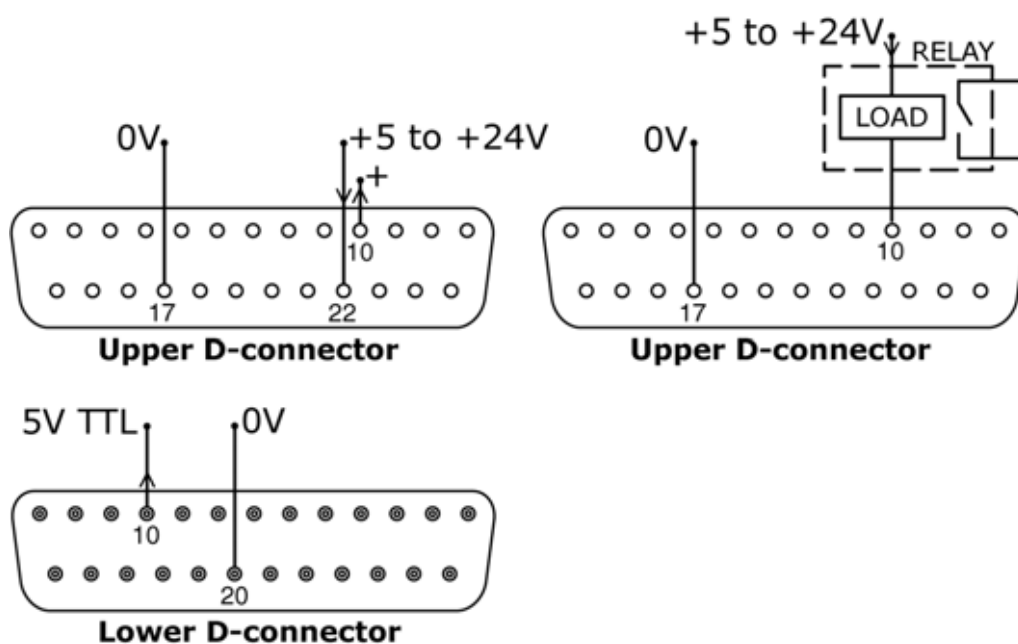 0V
+5 to +24V
+
10
17
22
Upper D-connector
+5 to +24V
RELAY
LOAD
0V
10
17
Upper D-connector
5V TTL
0V
10
20
Lower D-connector